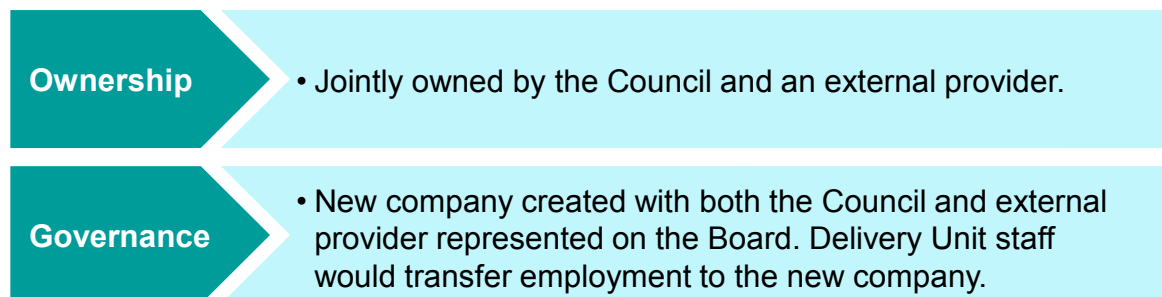 Ownership
• Jointly owned by the Council and an external provider.
Governance
• New company created with both the Council and external
provider represented on the Board. Delivery Unit staff
would transfer employment to the new company.